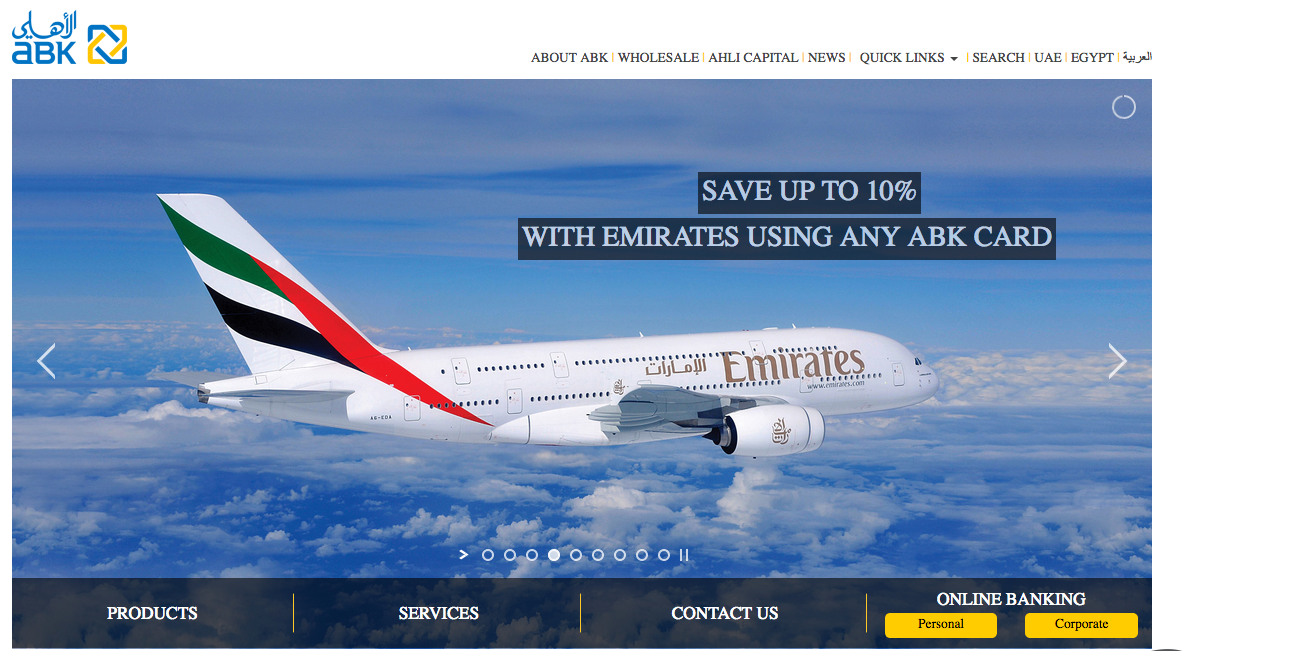 الأهلي
aBK
ABOUT ABK | WHOLESALE | AHLI CAPITAL | NEWS | QUICK LINKS | SEARCH | UAE | EGYPT | العربية
SAVE UP TO 10%
WITH EMIRATES USING ANY ABK CARD
الإمارات Emirates
www.emirates.com
A6-EDA
PRODUCTS
SERVICES
CONTACT US
ONLINE BANKING
Personal
Corporate